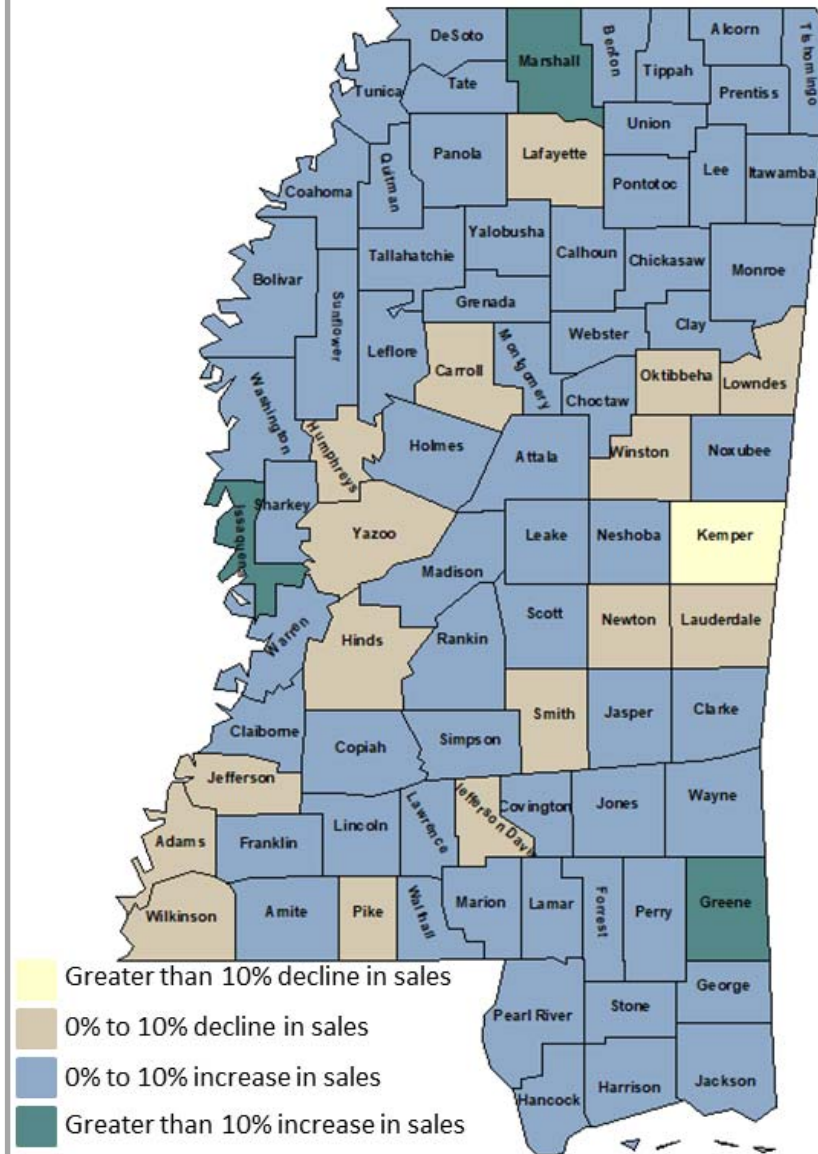 DeSoto
Marshall
Benton
Tippah
Alcorn
Tishomingo
Tunica
Tate
Prentiss
Union
Panola
Lafayette
Quitman
Coahoma
Pontotoc
Lee
Itawamba
Yalobusha
Tallahatchie
Calhoun
Chickasaw
Monroe
Bolivar
Sunflower
Grenada
Leflore
Carroll
Montgomery
Webster
Clay
Oktibbeha
Lowndes
Choctaw
Washington
Humphreys
Holmes
Attala
Winston
Noxubee
Issaquena
Sharkey
Yazoo
Leake
Neshoba
Kemper
Madison
Warren
Hinds
Rankin
Scott
Newton
Lauderdale
Claiborne
Copiah
Simpson
Smith
Jasper
Clarke
Jefferson
Adams
Franklin
Lincoln
Lawrence
Jefferson Davis
Covington
Jones
Wayne
Wilkinson
Amite
Pike
Walthall
Marion
Lamar
Forrest
Perry
Greene
Pearl River
Stone
George
Hancock
Harrison
Jackson
Greater than 10% decline in sales
0% to 10% decline in sales
0% to 10% increase in sales
Greater than 10% increase in sales